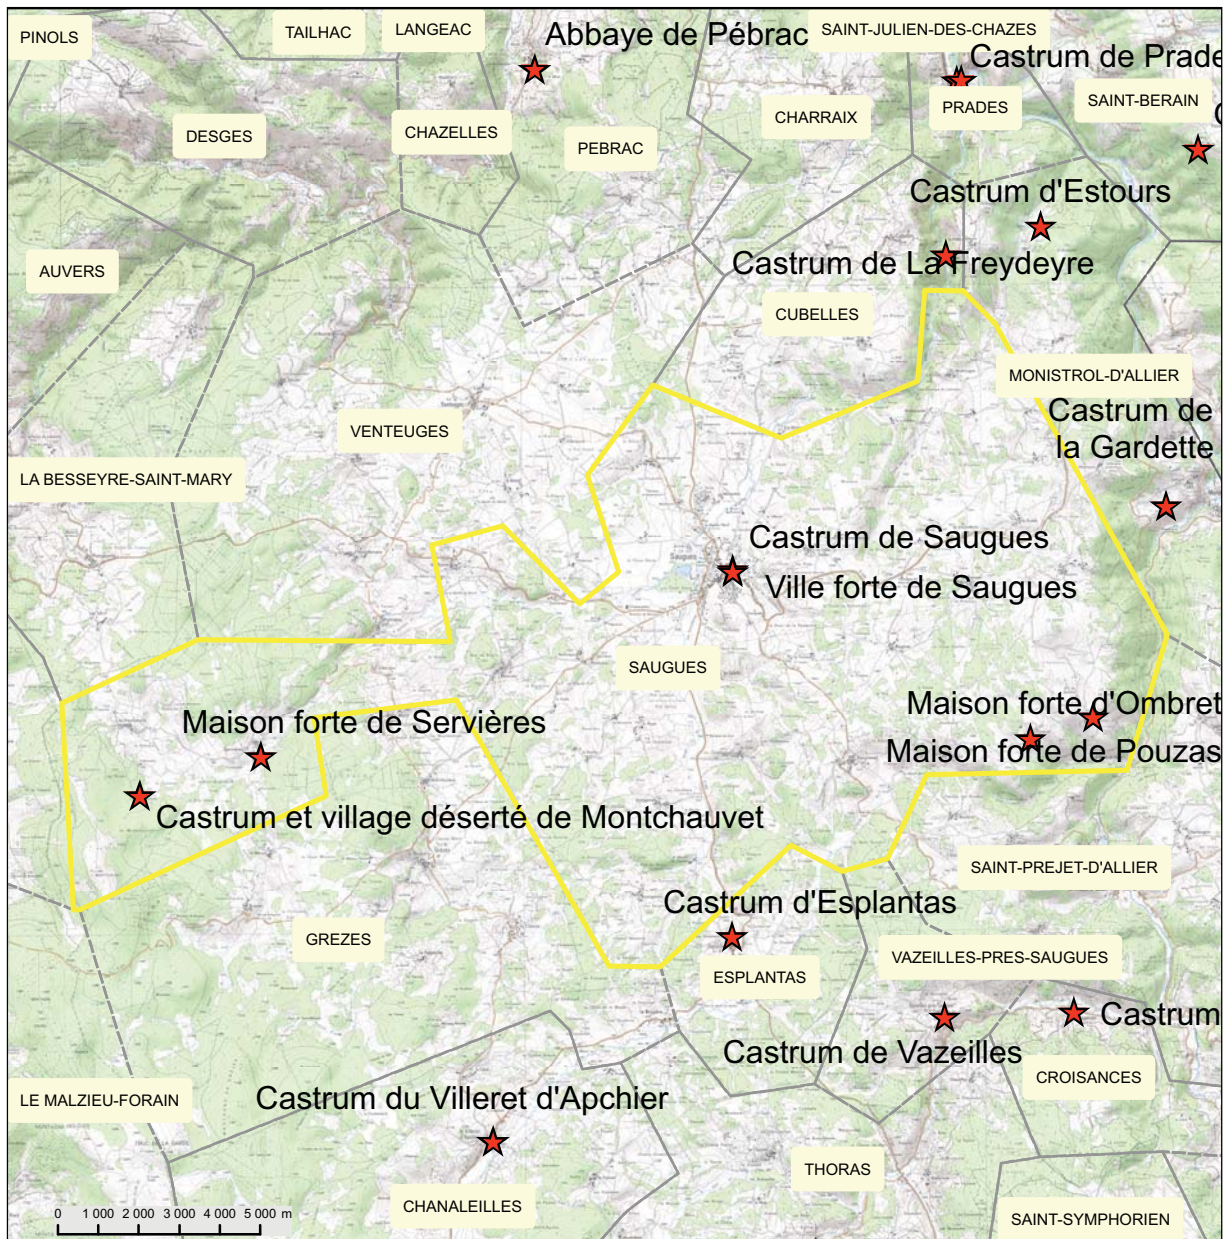 PINOLS
TAILHAC
LANGEAC
Abbaye de Pébrac
SAINT-JULIEN-DES-CHAZES
Castrum de Prade
SAINT-BERAIN
C
DESGES
CHAZELLES
PEBRAC
CHARRAIX
PRADES
Castrum d'Estours
AUVERS
Castrum de La Freydeyre
CUBELLES
MONISTROL-D'ALLIER
Castrum de
la Gardette
VENTEUGES
LA BESSEYRE-SAINT-MARY
Castrum de Saugues
Saugues
Ville forte de Saugues
SAUGUES
Maison forte de Servières
Maison forte d'Ombret
Maison forte de Pouzas
Castrum et village déserté de Montchauvet
SAINT-PREJET-D'ALLIER
Castrum d'Esplantas
GREZES
VAZEILLES-PRES-SAUGUES
ESPLANTAS
Castrum
Castrum de Vazeilles
CROISANCES
LE MALZIEU-FORAIN
Castrum du Villeret d'Apchier
THORAS
CHANALEILLES
SAINT-SYMPHORIEN
0 1 000 2 000 3 000 4 000 5 000 m